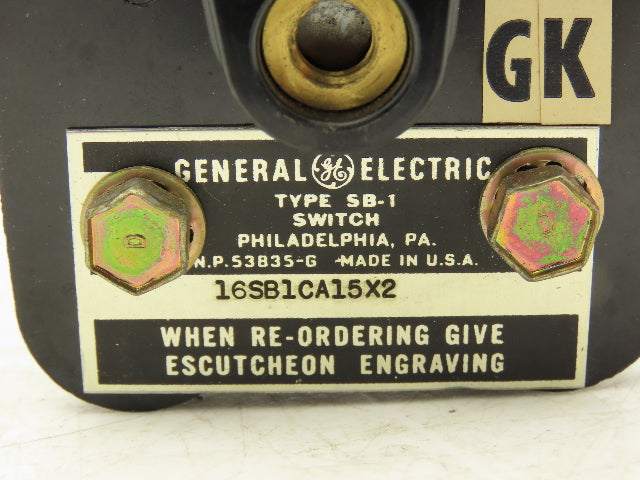 GK
GENERAL GE ELECTRIC
TYPE SB-1
SWITCH
PHILADELPHIA, PA.
N.P. 53835-G MADE IN U.S.A.
16SB1CA15X2
WHEN RE-ORDERING GIVE
ESCUTCHEON ENGRAVING